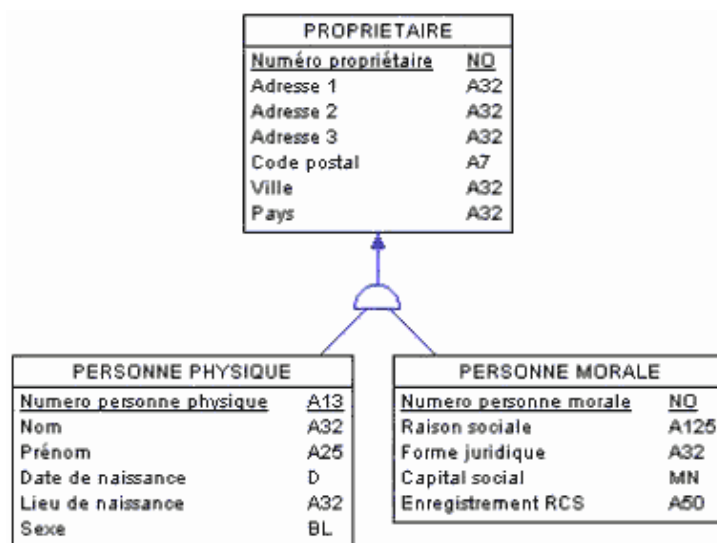 PROPRIETAIRE
Numéro propriétaire NO
Adresse 1 A32
Adresse 2 A32
Adresse 3 A32
Code postal A7
Ville A32
Pays A32
PERSONNE PHYSIQUE
Numero personne physique A13
Nom A32
Prénom A25
Date de naissance D
Lieu de naissance A32
Sexe BL
PERSONNE MORALE
Numero personne morale NO
Raison sociale A125
Forme juridique A32
Capital social MN
Enregistrement RCS A50